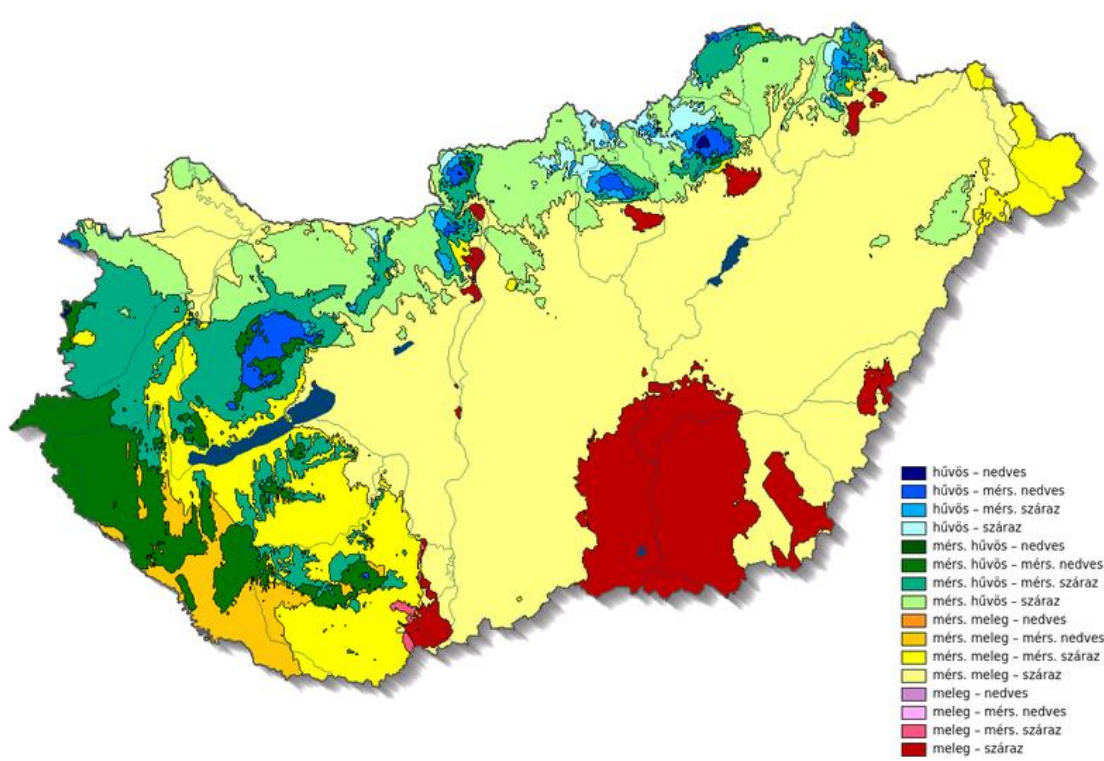 hűvös – nedves
hűvös – mérs. nedves
hűvös – mérs. száraz
hűvös – száraz
mérs. hűvös – nedves
mérs. hűvös – mérs. nedves
mérs. hűvös – mérs. száraz
mérs. hűvös – száraz
mérs. meleg – nedves
mérs. meleg – mérs. nedves
mérs. meleg – mérs. száraz
mérs. meleg – száraz
meleg – nedves
meleg – mérs. nedves
meleg – mérs. száraz
meleg – száraz